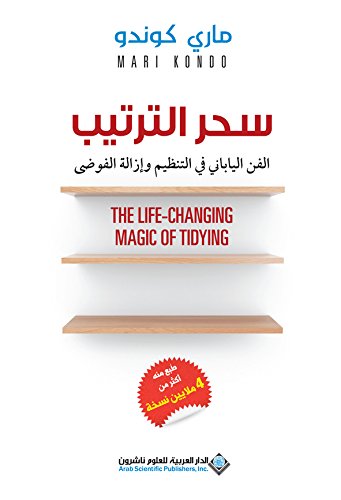 ماري كوندو
MARI KONDO
سحر الترتيب
الفن الياباني في التنظيم وإزالة الفوضى
THE LIFE-CHANGING
MAGIC OF TIDYING
طبع منه
أكثر من
4 ملايين نسخة
الدار العربية للعلوم ناشرون
Arab Scientific Publishers, Inc.